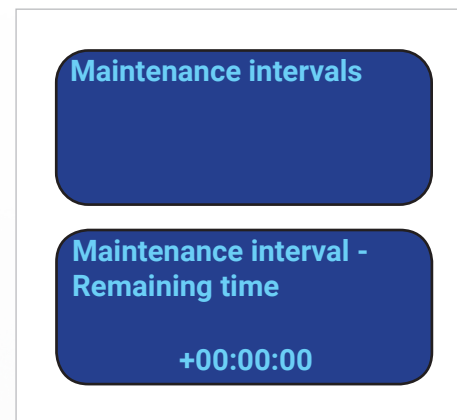 Maintenance intervals
Maintenance interval -
Remaining time
+00:00:00